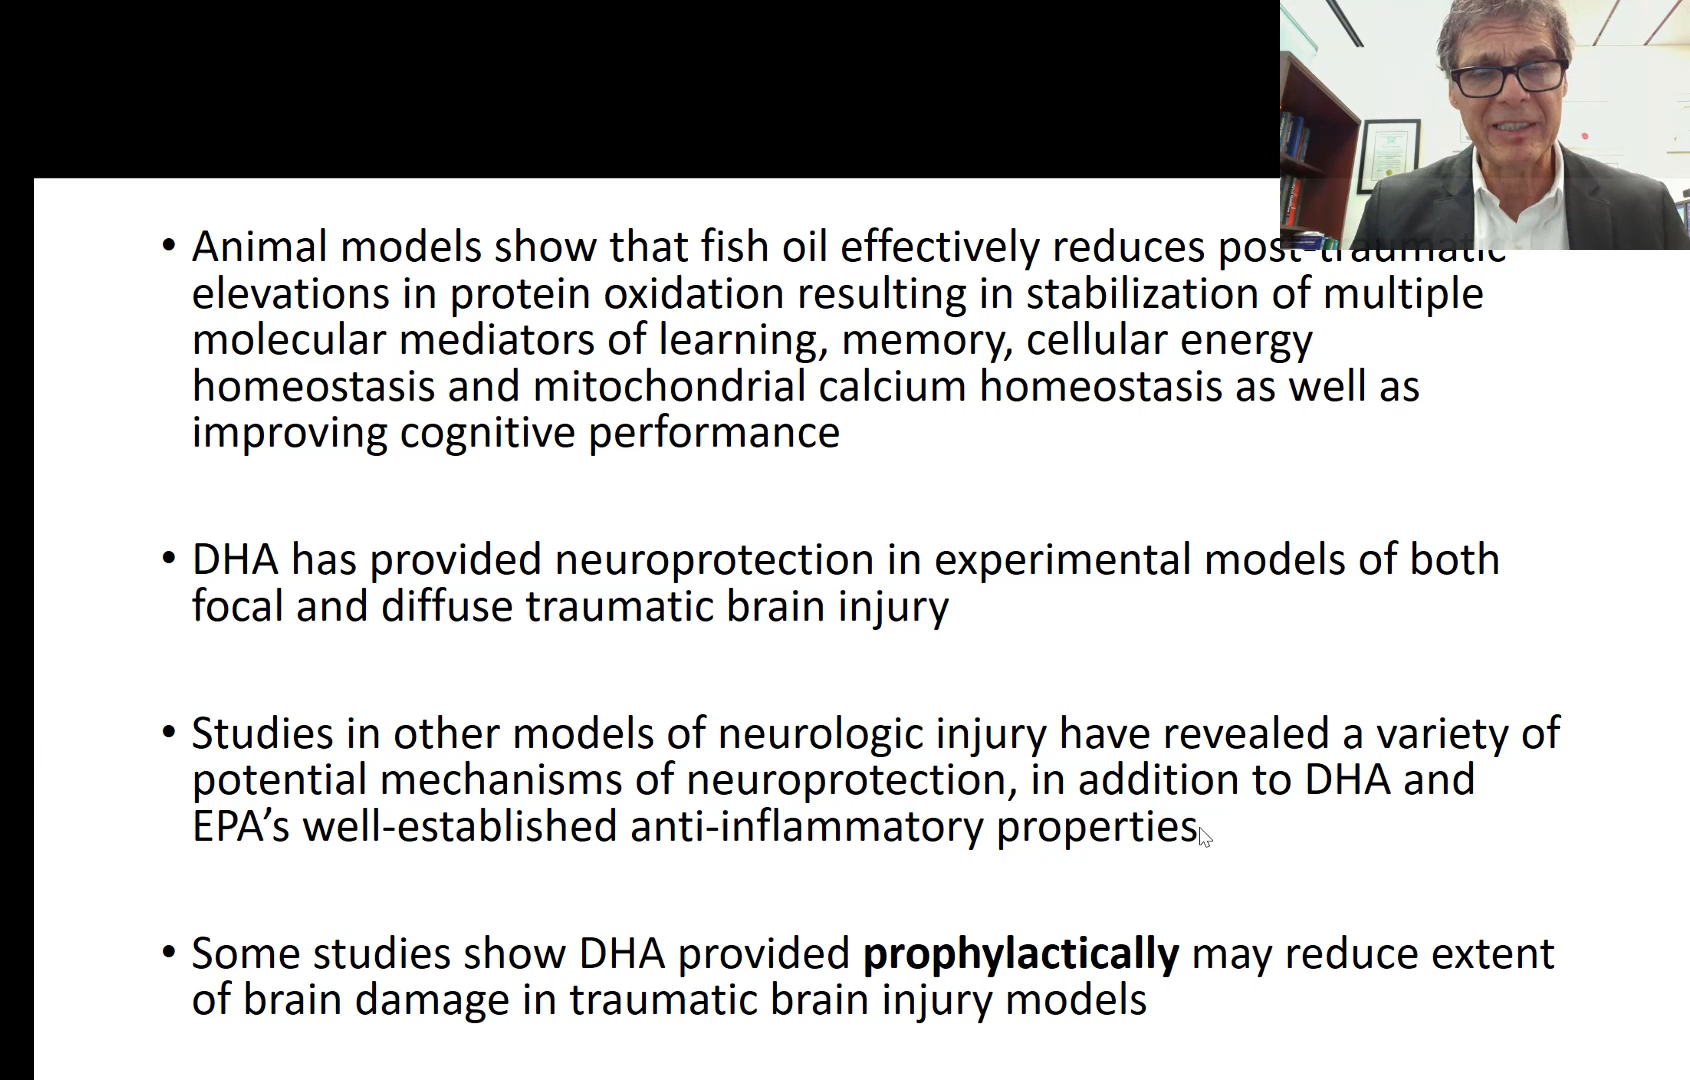 • Animal models show that fish oil effectively reduces post-traumatic
elevations in protein oxidation resulting in stabilization of multiple
molecular mediators of learning, memory, cellular energy
homeostasis and mitochondrial calcium homeostasis as well as
improving cognitive performance
• DHA has provided neuroprotection in experimental models of both
focal and diffuse traumatic brain injury
• Studies in other models of neurologic injury have revealed a variety of
potential mechanisms of neuroprotection, in addition to DHA and
EPA’s well-established anti-inflammatory properties
• Some studies show DHA provided prophylactically may reduce extent
of brain damage in traumatic brain injury models